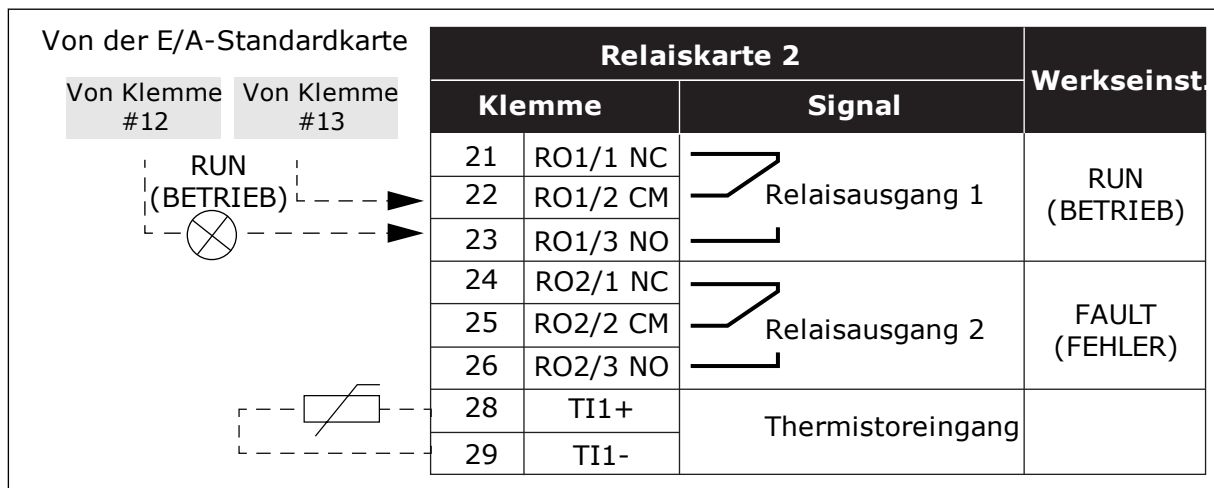 Von der E/A-Standardkarte
Von Klemme #12
Von Klemme #13
RUN
(BETRIEB)
Relaiskarte 2
Werkseinst.
Klemme
Signal
21 RO1/1 NC
22 RO1/2 CM
23 RO1/3 NO
Relaisausgang 1
RUN
(BETRIEB)
24 RO2/1 NC
25 RO2/2 CM
26 RO2/3 NO
Relaisausgang 2
FAULT
(FEHLER)
28 TI1+
29 TI1-
Thermistoreingang